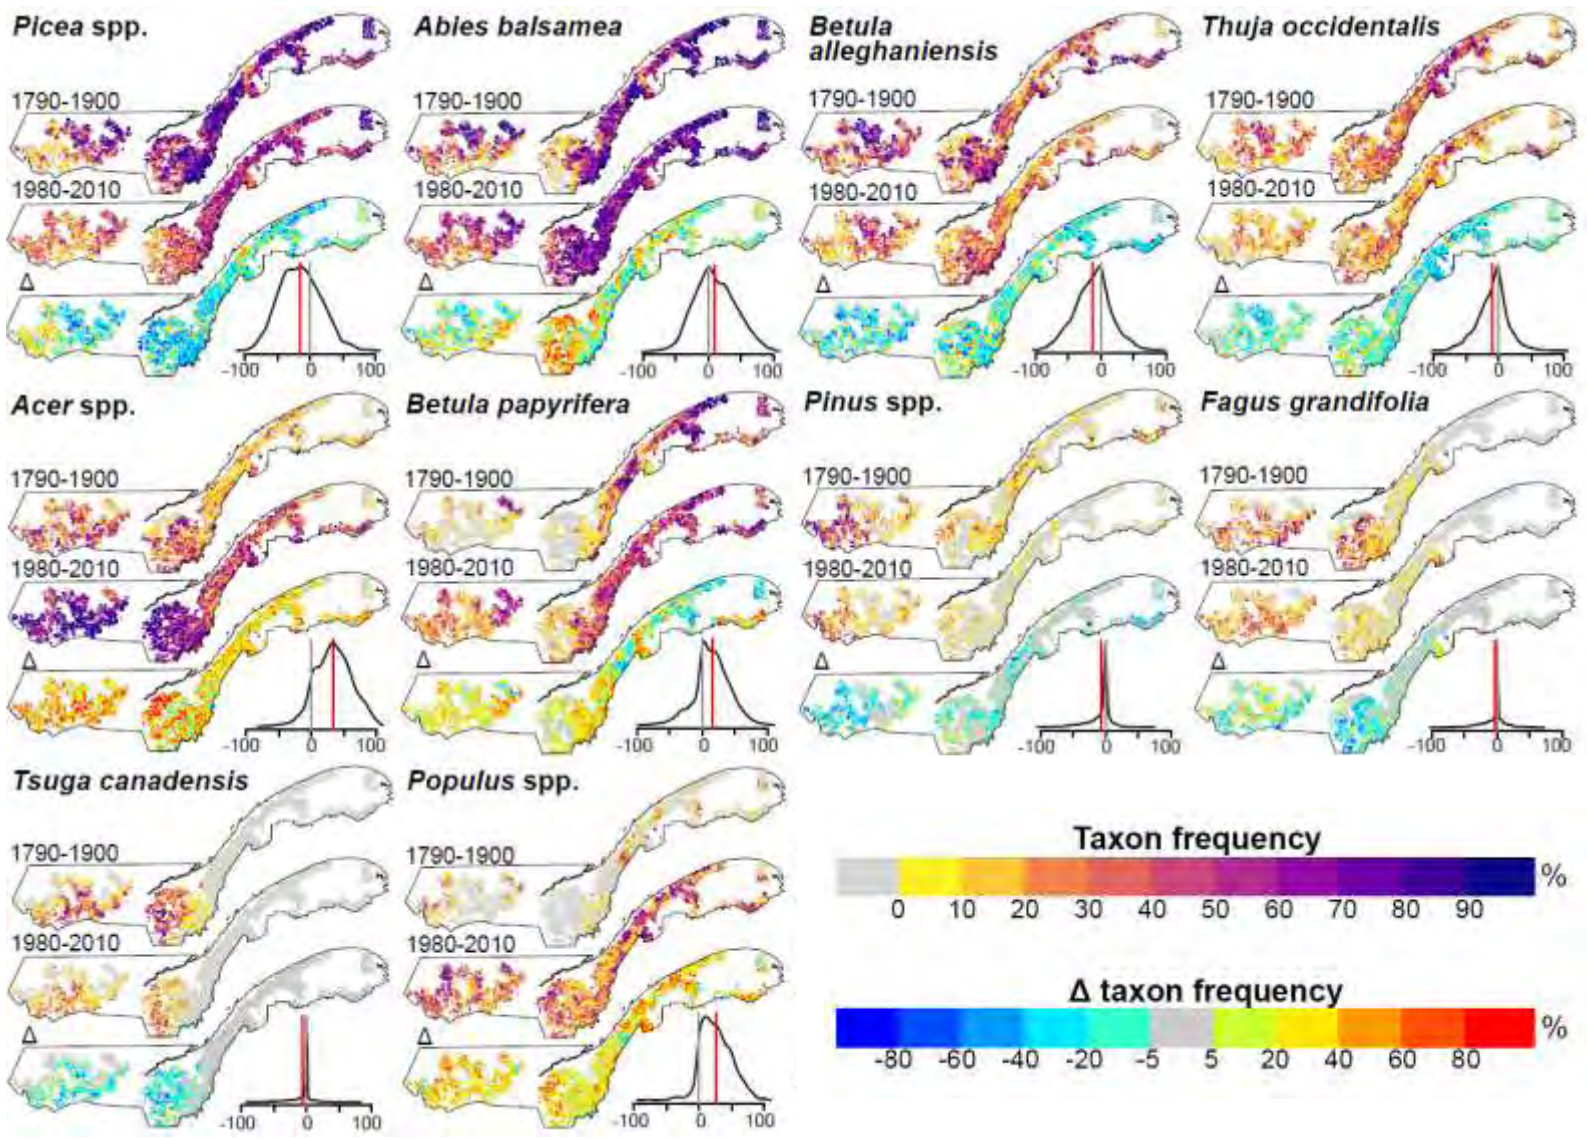 Picea spp.
1790-1900
1980-2010
Δ
-100 0 100
Abies balsamea
1790-1900
1980-2010
Δ
-100 0 100
Betula
alleghaniensis
1790-1900
1980-2010
Δ
-100 0 100
Thuja occidentalis
1790-1900
1980-2010
Δ
-100 0 100
Acer spp.
1790-1900
1980-2010
Δ
-100 0 100
Betula papyrifera
1790-1900
1980-2010
Δ
-100 0 100
Pinus spp.
1790-1900
1980-2010
Δ
-100 0 100
Fagus grandifolia
1790-1900
1980-2010
Δ
-100 0 100
Tsuga canadensis
1790-1900
1980-2010
Δ
-100 0 100
Populus spp.
1790-1900
1980-2010
Δ
-100 0 100
Taxon frequency
%
0 10 20 30 40 50 60 70 80 90
Δ taxon frequency
%
-80 -60 -40 -20 -5 5 20 40 60 80